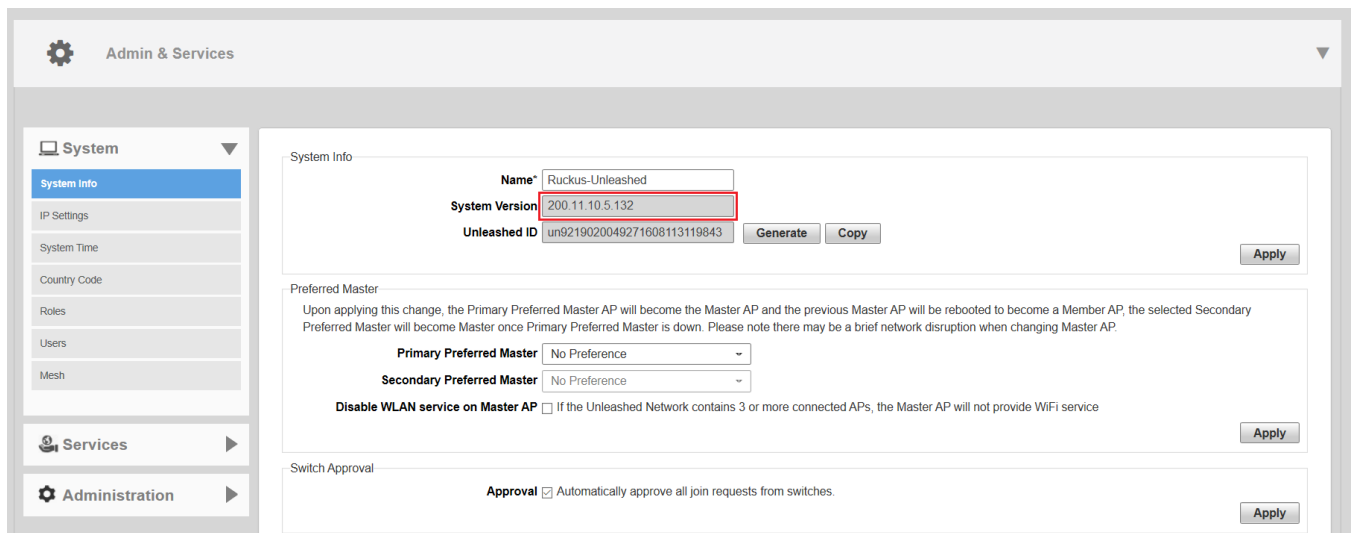 Admin & Services
System
System Info
IP Settings
System Time
Country Code
Roles
Users
Mesh
Services
Administration
System Info
Name* Ruckus-Unleashed
System Version 200.11.10.5.132
Unleashed ID un9219020049271608113119843 Generate Copy
Apply
Preferred Master
Upon applying this change, the Primary Preferred Master AP will become the Master AP and the previous Master AP will be rebooted to become a Member AP, the selected Secondary
Preferred Master will become Master once Primary Preferred Master is down. Please note there may be a brief network disruption when changing Master AP.
Primary Preferred Master No Preference
Secondary Preferred Master No Preference
Disable WLAN service on Master AP If the Unleashed Network contains 3 or more connected APs, the Master AP will not provide WiFi service
Apply
Switch Approval
Approval Automatically approve all join requests from switches.
Apply